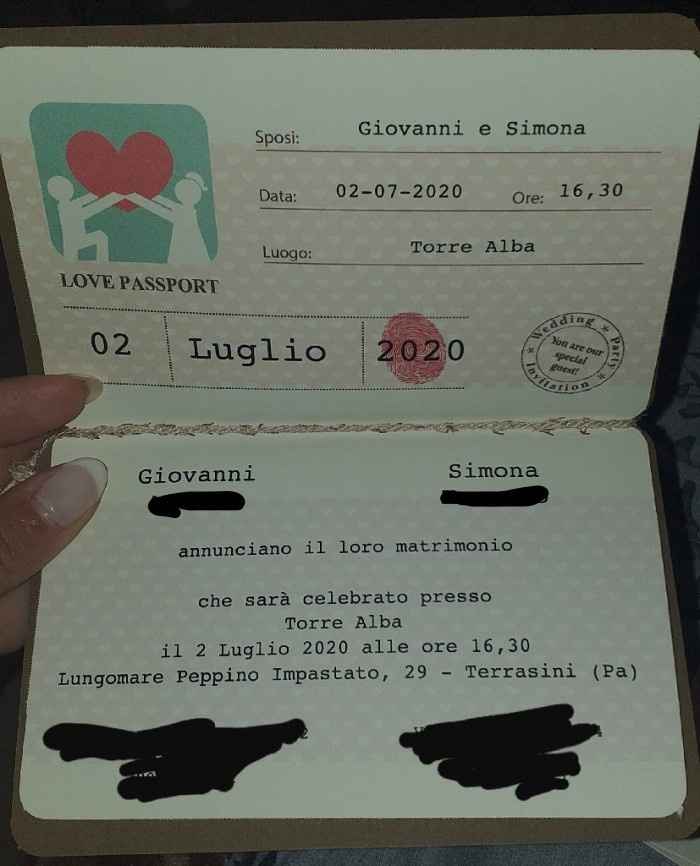 Sposi: Giovanni e Simona
Data: 02-07-2020 Ore: 16,30
Luogo: Torre Alba
LOVE PASSPORT
02 Luglio 2020
Wedding Party Invitation
You are our
special
guest!
Giovanni Simona
annunciano il loro matrimonio
che sarà celebrato presso
Torre Alba
il 2 Luglio 2020 alle ore 16,30
Lungomare Peppino Impastato, 29 - Terrasini (Pa)